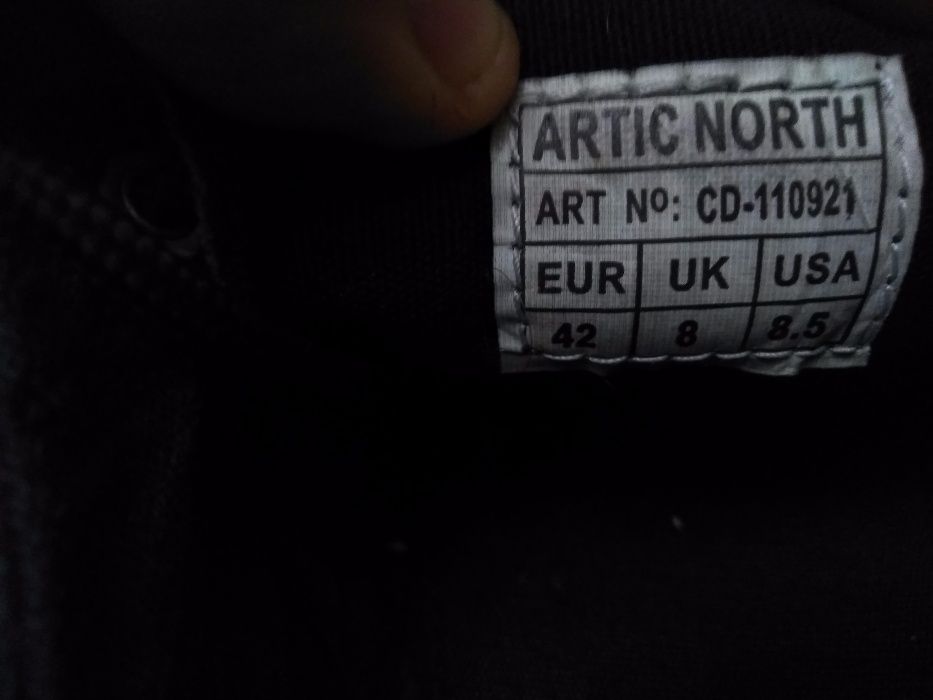 ARTIC NORTH
ART Nº: CD-110921
EUR UK USA
42 8 8.5